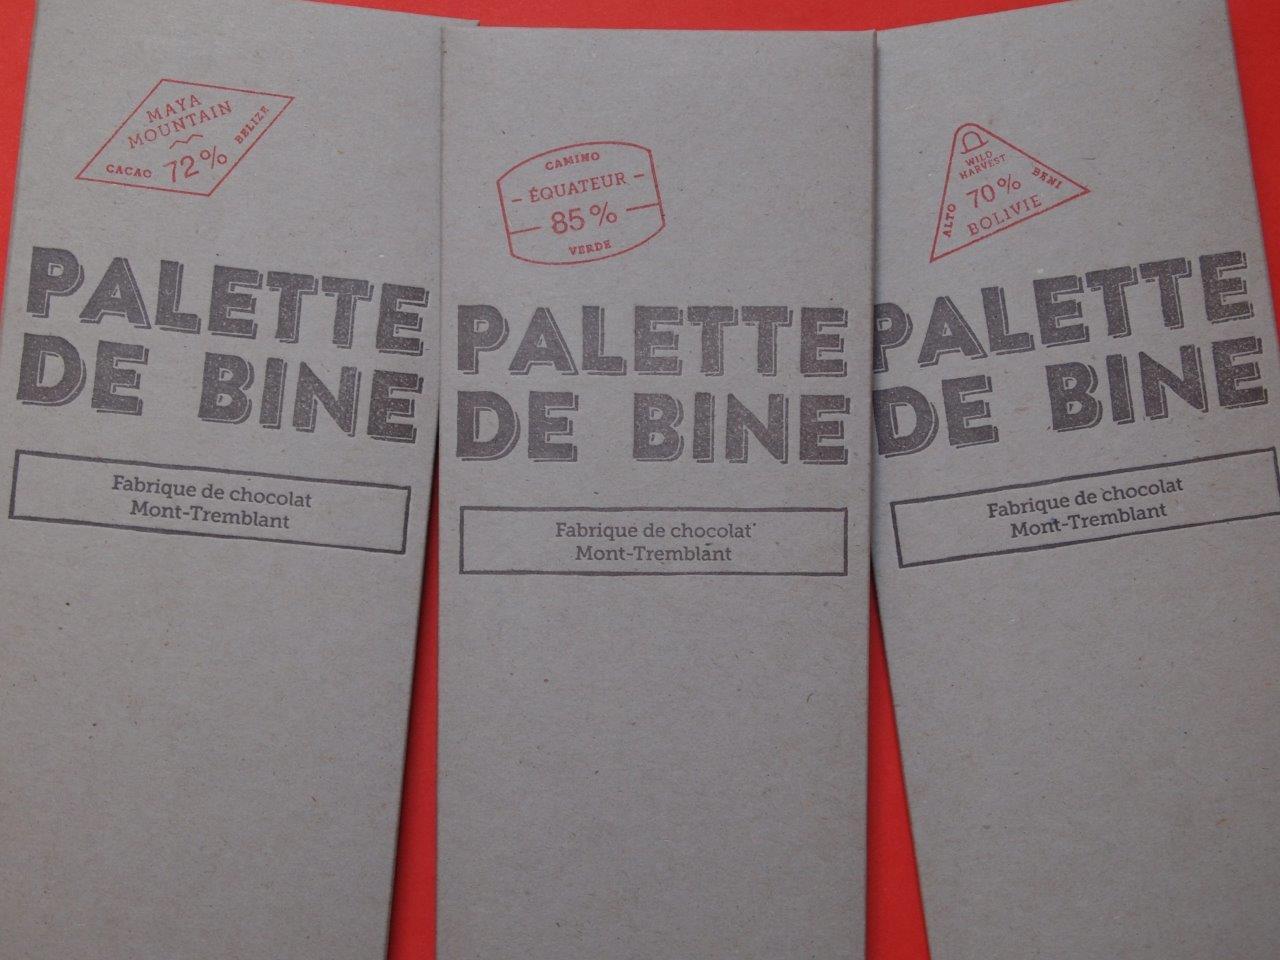 MAYA
MOUNTAIN
CACAO 72% BELIZE
PALETTE
DE BINE
Fabrique de chocolat
Mont-Tremblant
CAMINO
ÉQUATEUR
85%
VERDE
PALETTE
DE BINE
Fabrique de chocolat
Mont-Tremblant
WILD
HARVEST
ALTO 70% BENI
BOLIVIE
PALETTE
DE BINE
Fabrique de chocolat
Mont-Tremblant